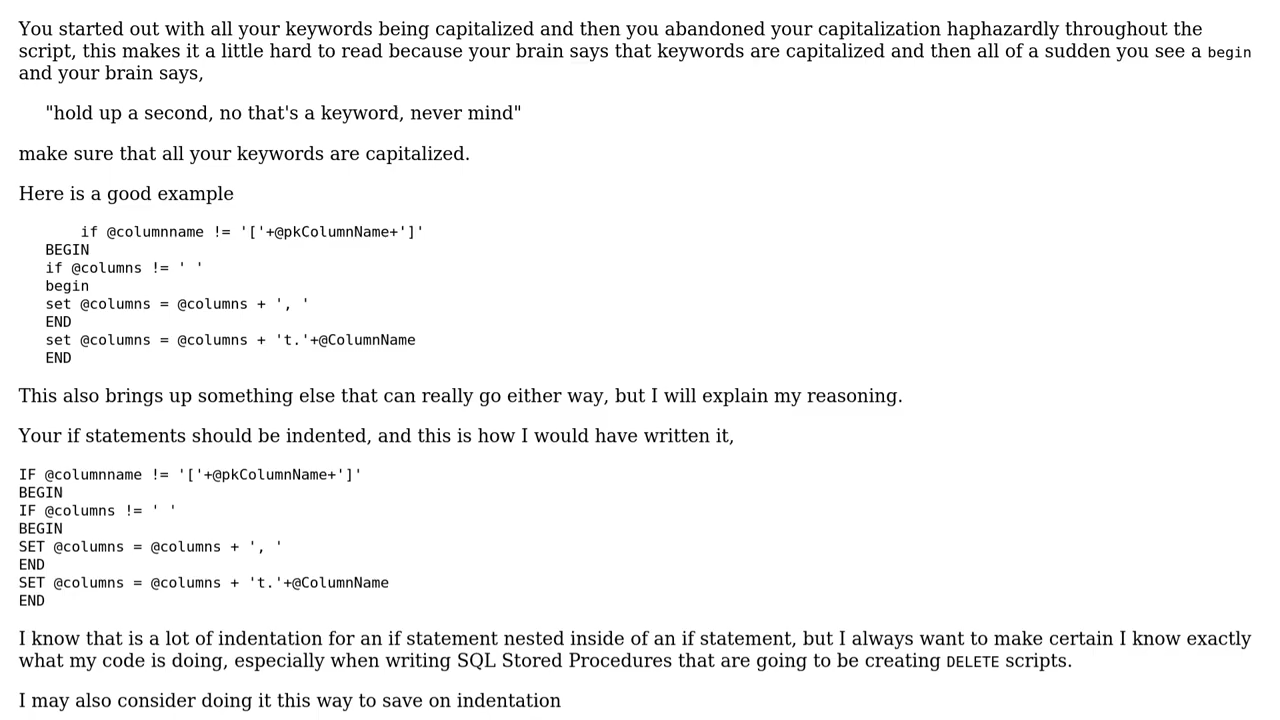 You started out with all your keywords being capitalized and then you abandoned your capitalization haphazardly throughout the
script, this makes it a little hard to read because your brain says that keywords are capitalized and then all of a sudden you see a begin
and your brain says,
"hold up a second, no that's a keyword, never mind"
make sure that all your keywords are capitalized.
Here is a good example
if @columnname != '['+@pkColumnName+']'
BEGIN
if @columns != ' '
begin
set @columns = @columns + ', '
END
set @columns = @columns + 't.'+@ColumnName
END
This also brings up something else that can really go either way, but I will explain my reasoning.
Your if statements should be indented, and this is how I would have written it,
IF @columnname != '['+@pkColumnName+']'
BEGIN
IF @columns != ' '
BEGIN
SET @columns = @columns + ', '
END
SET @columns = @columns + 't.'+@ColumnName
END
I know that is a lot of indentation for an if statement nested inside of an if statement, but I always want to make certain I know exactly
what my code is doing, especially when writing SQL Stored Procedures that are going to be creating DELETE scripts.
I may also consider doing it this way to save on indentation